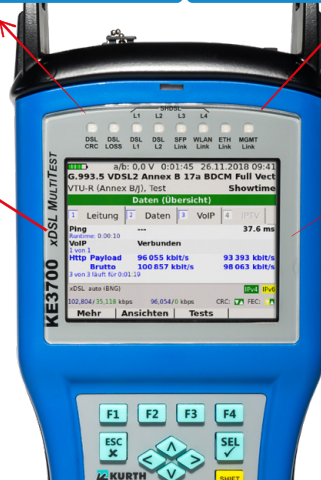 SHDSL
L1 L2 L3 L4
DSL DSL DSL DSL SFP WLAN ETH MGMT
CRC LOSS L1 L2 Link Link Link Link
a/b: 0,0 V 0:01:45 26.11.2018 09:41
G.993.5 VDSL2 Annex B 17a BDCM Full Vect
VTU-R (Annex B/J), Test Showtime
Daten (Übersicht)
1 Leitung 2 Daten 3 VoIP 4 IPTV
Ping --- 37.6 ms
Runtime: 0:00:10
VoIP Verbunden
1 von 1
Http Payload 96 055 kbit/s 93 393 kbit/s
Brutto 100 857 kbit/s 98 063 kbit/s
3 von 3 läuft für 0:01:19
xDSL auto (ENG) IPv4 IPv6
102,804/35,118 kbps 96,054/0 kbps CRC: FEC:
Mehr Ansichten Tests
KE3700 xDSL MULTITEST
F1 F2 F3 F4
ESC SEL
KURTH
SHIFT